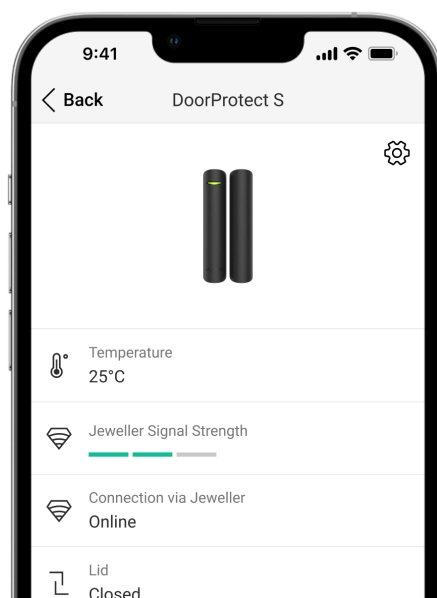 9:41
Back DoorProtect S
Temperature
25°C
Jeweller Signal Strength
Connection via Jeweller
Online
Lid
Closed